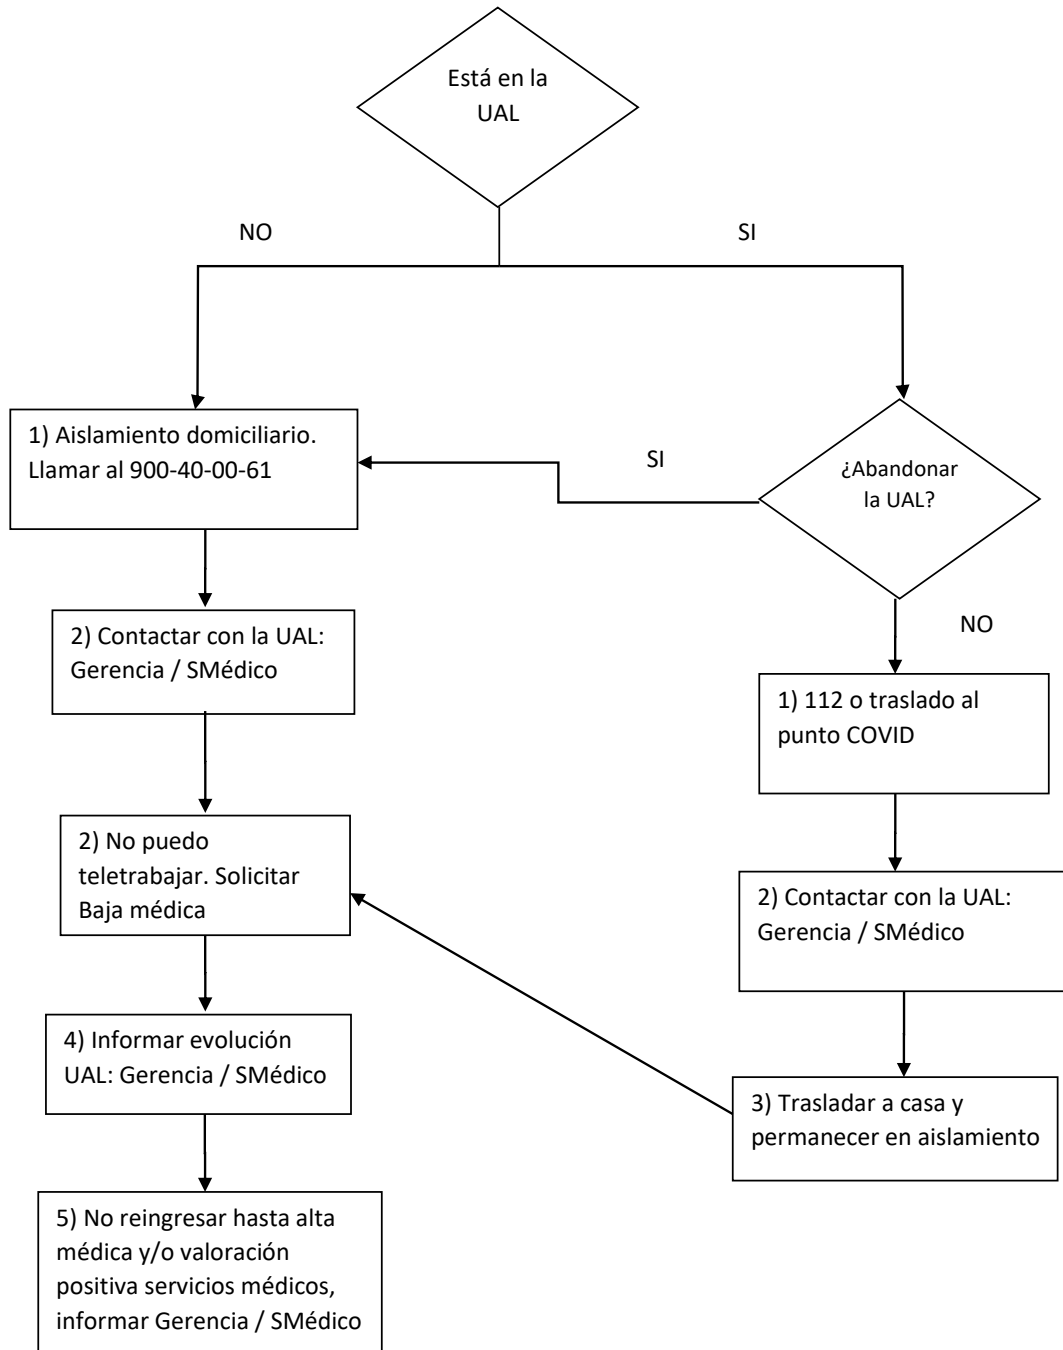 Está en la
UAL
NO
SI
1) Aislamiento domiciliario.
Llamar al 900-40-00-61
SI
¿Abandonar
la UAL?
NO
2) Contactar con la UAL:
Gerencia / SMédico
1) 112 o traslado al
punto COVID
2) No puedo
teletrabajar. Solicitar
Baja médica
2) Contactar con la UAL:
Gerencia / SMédico
4) Informar evolución
UAL: Gerencia / SMédico
3) Trasladar a casa y
permanecer en aislamiento
5) No reingresar hasta alta
médica y/o valoración
positiva servicios médicos,
informar Gerencia / SMédico